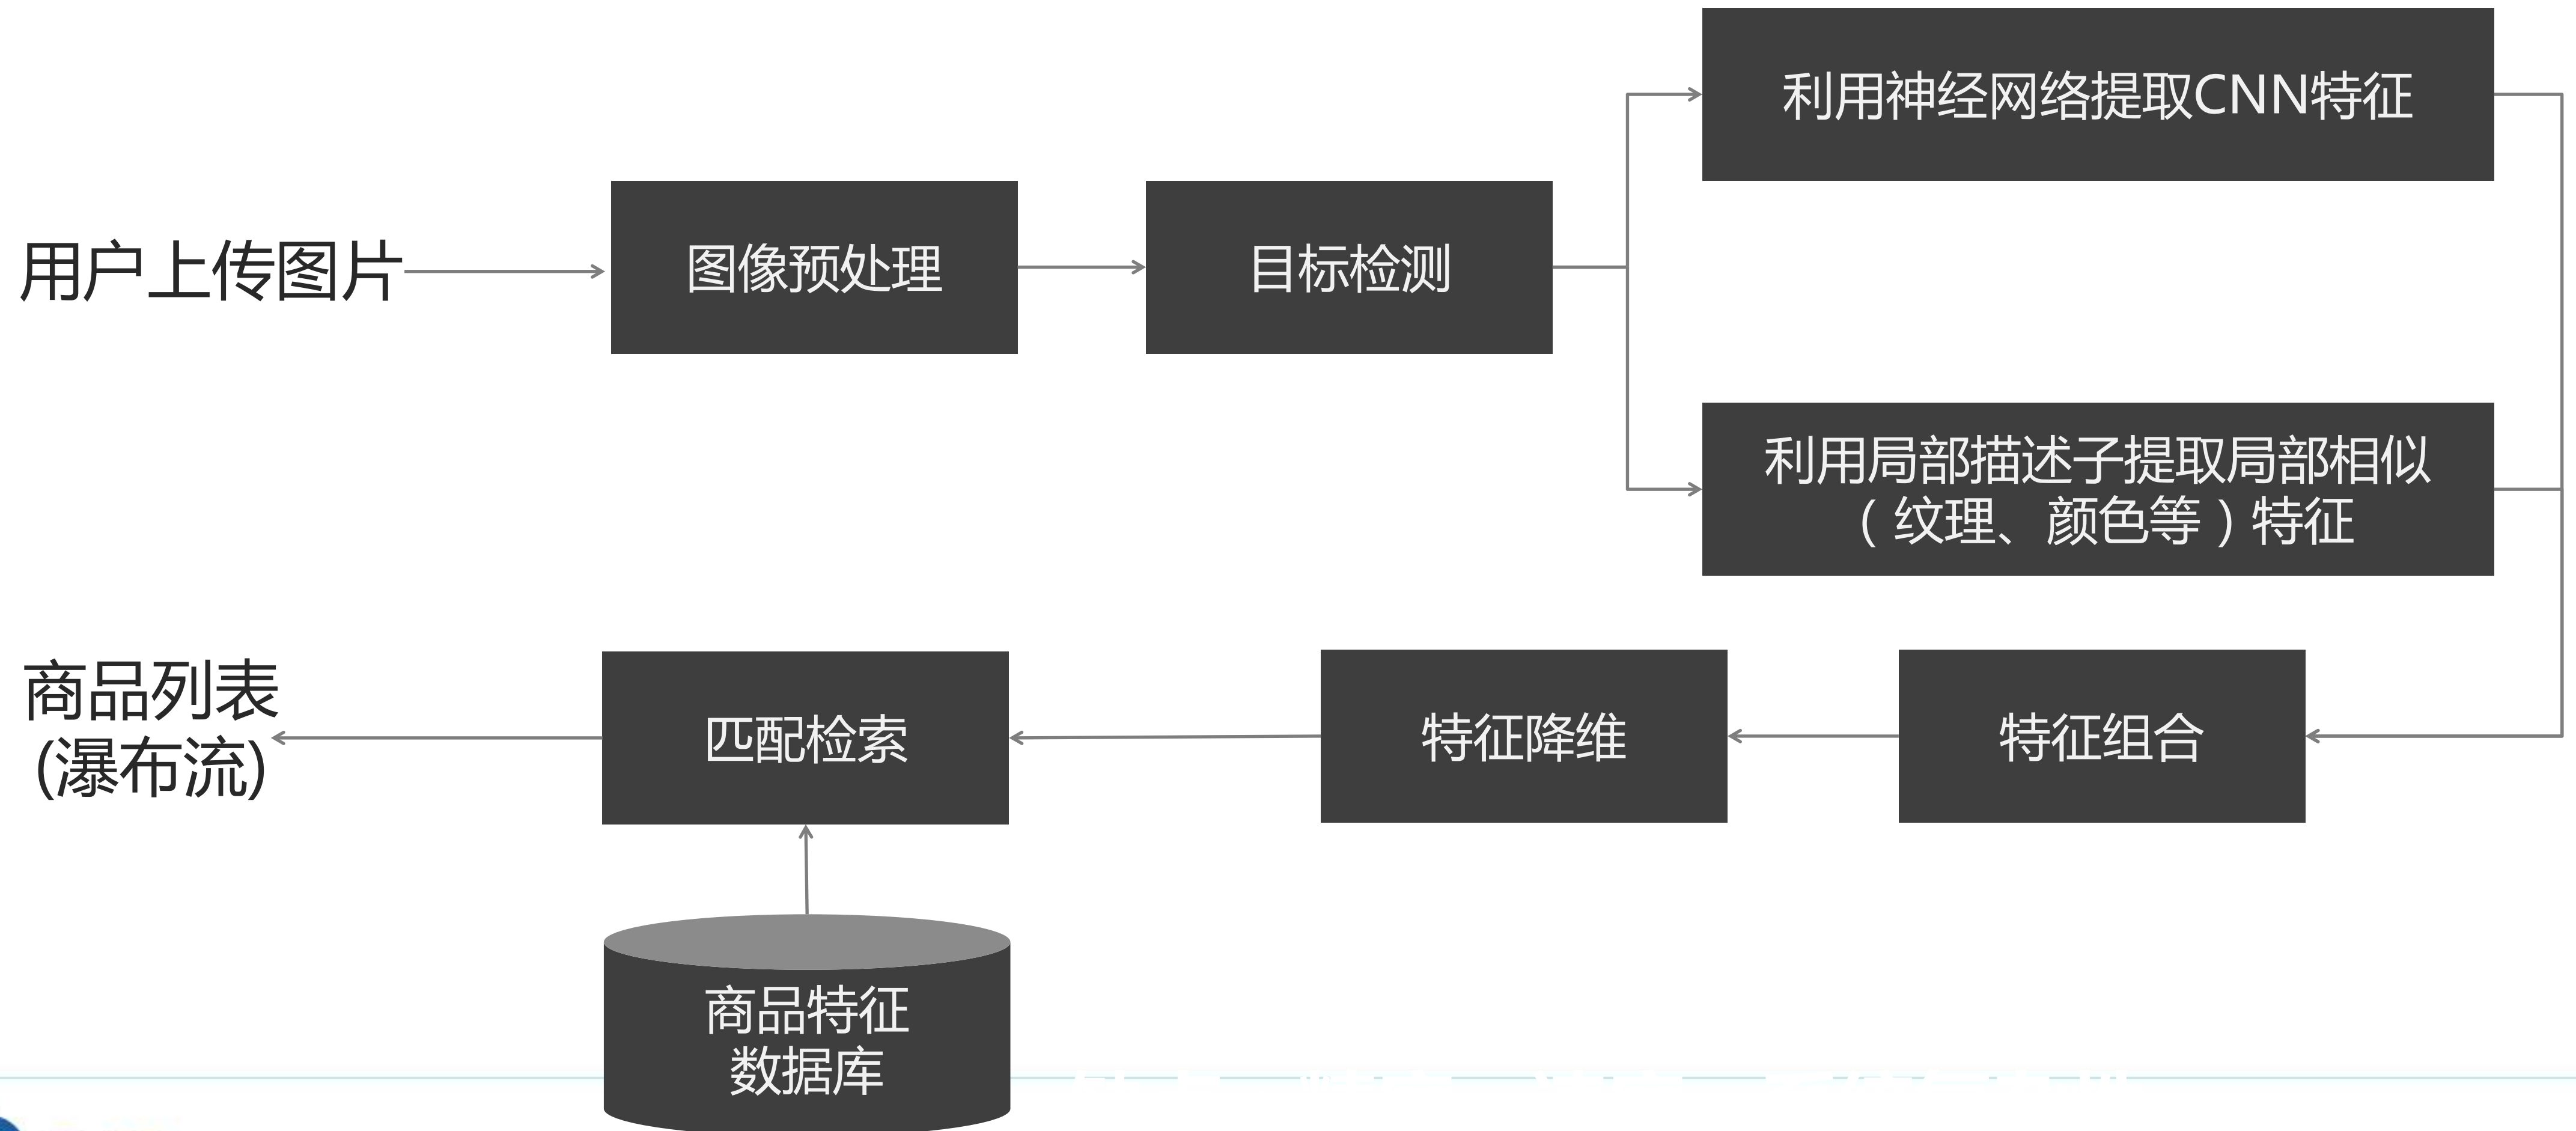 利用神经网络提取CNN特征
用户上传图片
图像预处理
目标检测
利用局部描述子提取局部相似
（纹理、颜色等）特征
商品列表
(瀑布流)
匹配检索
特征降维
特征组合
商品特征
数据库